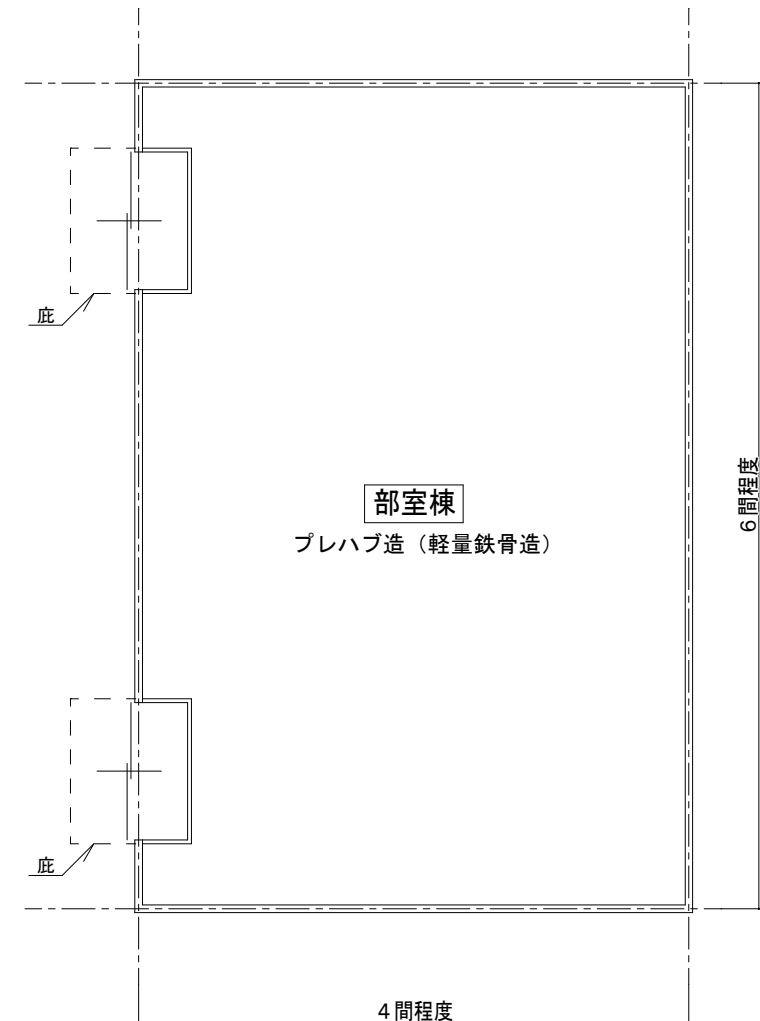 庇
部室棟
プレハブ造（軽量鉄骨造）
６間程度
庇
４間程度